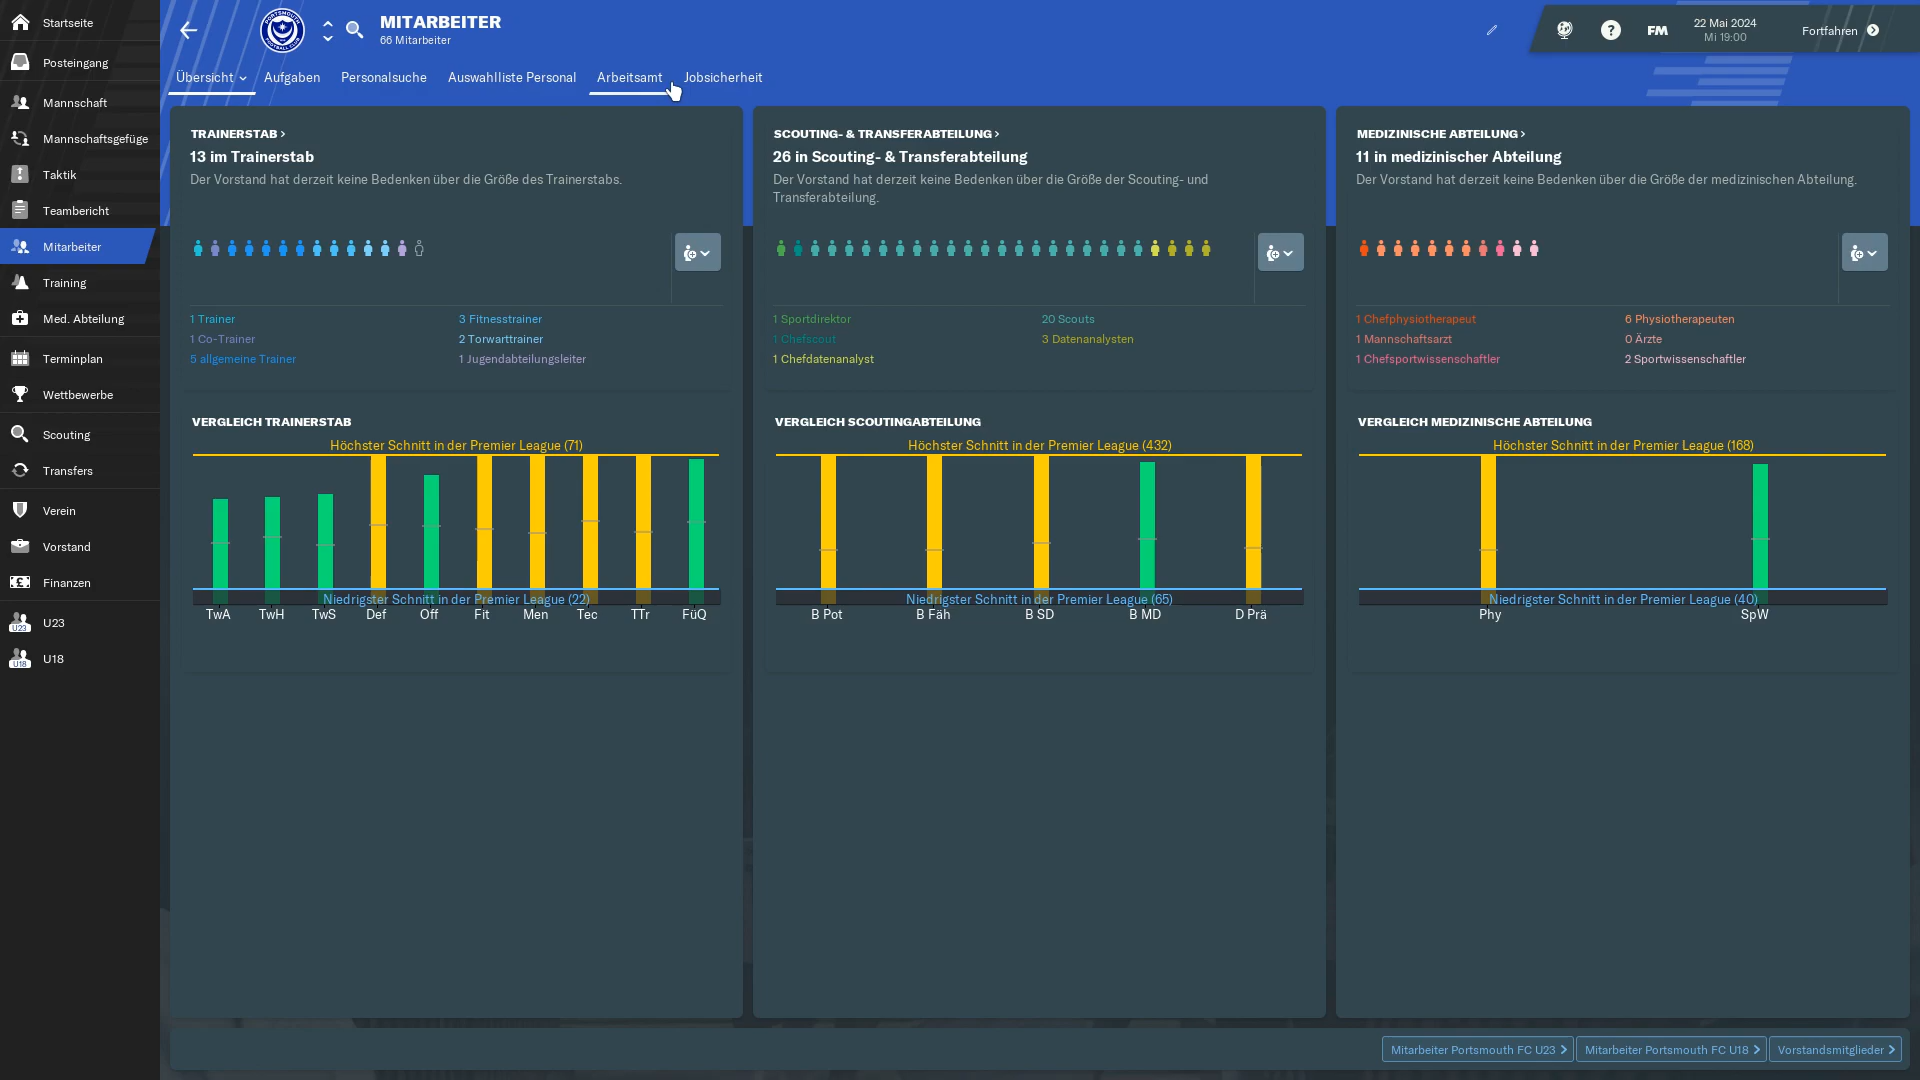 Startseite
Posteingang
Mannschaft
Mannschaftsgefüge
Taktik
Teambericht
Mitarbeiter
Training
Med. Abteilung
Terminplan
Wettbewerbe
Scouting
Transfers
Verein
Vorstand
Finanzen
U23
U23
U18
U18
PORTSMOUTH
FOOTBALL CLUB
MITARBEITER
66 Mitarbeiter
?
FM
22 Mai 2024
Mi 19:00
Fortfahren
Übersicht
Aufgaben
Personalsuche
Auswahlliste Personal
Arbeitsamt
Jobsicherheit
TRAINERSTAB
13 im Trainerstab
Der Vorstand hat derzeit keine Bedenken über die Größe des Trainerstabs.
1 Trainer
3 Fitnesstrainer
1 Co-Trainer
2 Torwarttrainer
5 allgemeine Trainer
1 Jugendabteilungsleiter
VERGLEICH TRAINERSTAB
Höchster Schnitt in der Premier League (71)
Niedrigster Schnitt in der Premier League (22)
TwA TwH TwS Def Off Fit Men Tec TTr FüQ
SCOUTING- & TRANSFERABTEILUNG
26 in Scouting- & Transferabteilung
Der Vorstand hat derzeit keine Bedenken über die Größe der Scouting- und
Transferabteilung.
1 Sportdirektor
20 Scouts
1 Chefscout
3 Datenanalysten
1 Chefdatenanalyst
VERGLEICH SCOUTINGABTEILUNG
Höchster Schnitt in der Premier League (432)
Niedrigster Schnitt in der Premier League (65)
B Pot B Fäh B SD B MD D Prä
MEDIZINISCHE ABTEILUNG
11 in medizinischer Abteilung
Der Vorstand hat derzeit keine Bedenken über die Größe der medizinischen Abteilung.
1 Chefphysiotherapeut
6 Physiotherapeuten
1 Mannschaftsarzt
0 Ärzte
1 Chefsportwissenschaftler
2 Sportwissenschaftler
VERGLEICH MEDIZINISCHE ABTEILUNG
Höchster Schnitt in der Premier League (168)
Niedrigster Schnitt in der Premier League (40)
Phy SpW
Mitarbeiter Portsmouth FC U23
Mitarbeiter Portsmouth FC U18
Vorstandsmitglieder